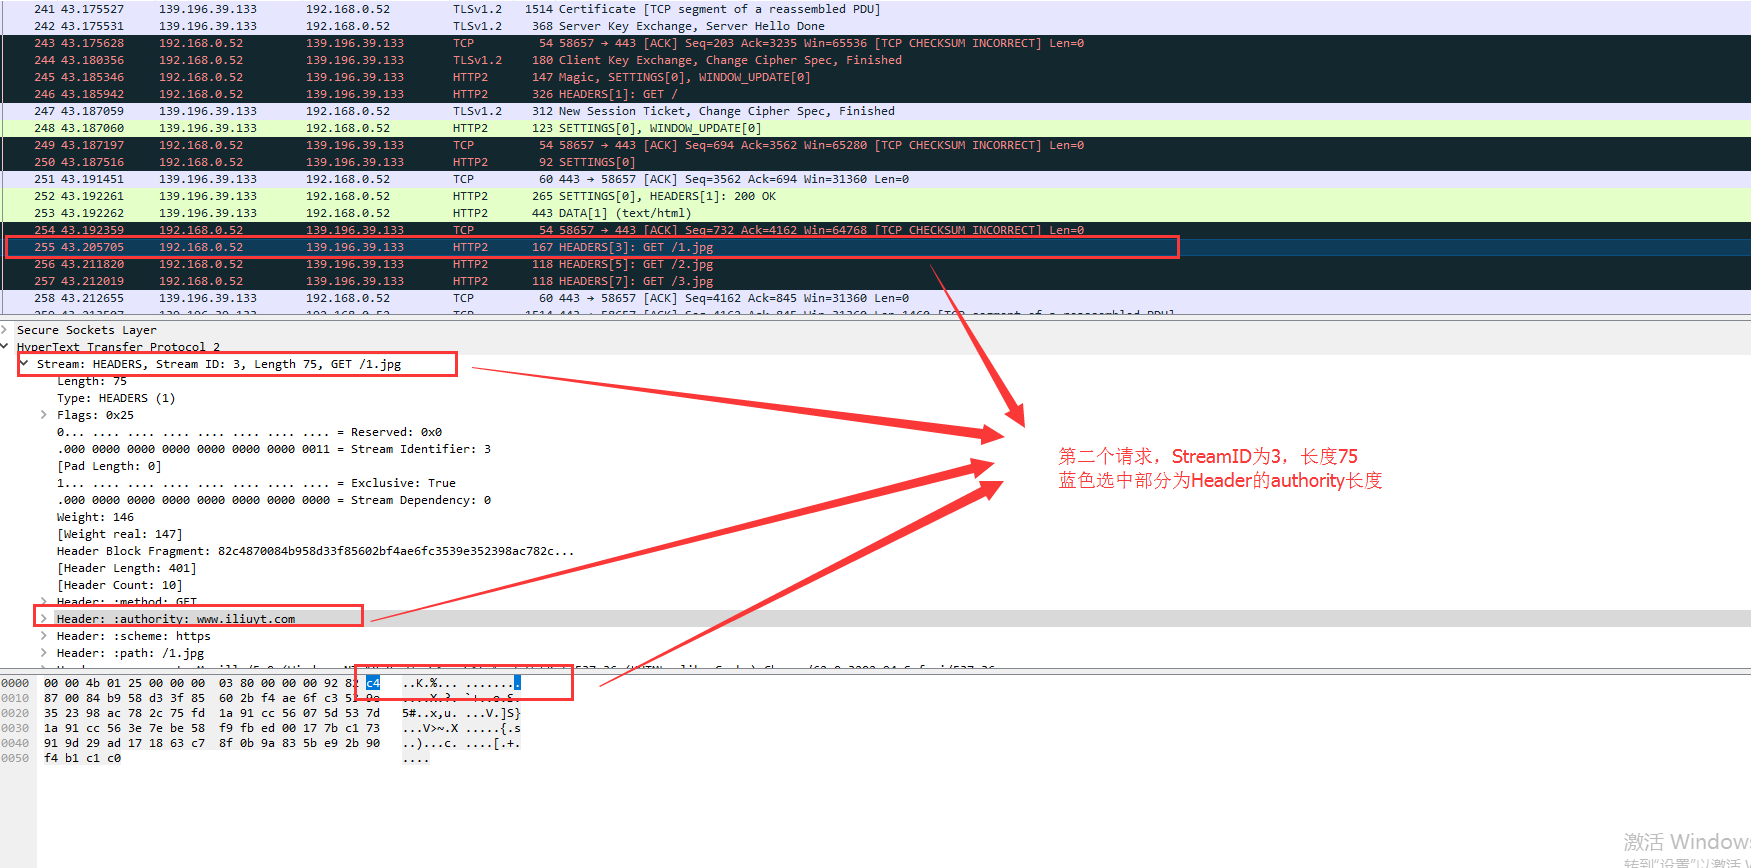 241 43.175527 139.196.39.133 192.168.0.52 TLSv1.2 1514 Certificate [TCP segment of a reassembled PDU]
242 43.175531 139.196.39.133 192.168.0.52 TLSv1.2 368 Server Key Exchange, Server Hello Done
243 43.175628 192.168.0.52 139.196.39.133 TCP 54 58657 → 443 [ACK] Seq=203 Ack=3235 Win=65536 [TCP CHECKSUM INCORRECT] Len=0
244 43.180356 192.168.0.52 139.196.39.133 TLSv1.2 180 Client Key Exchange, Change Cipher Spec, Finished
245 43.185346 192.168.0.52 139.196.39.133 HTTP2 147 Magic, SETTINGS[0], WINDOW_UPDATE[0]
246 43.185942 192.168.0.52 139.196.39.133 HTTP2 326 HEADERS[1]: GET /
247 43.187059 139.196.39.133 192.168.0.52 TLSv1.2 312 New Session Ticket, Change Cipher Spec, Finished
248 43.187060 139.196.39.133 192.168.0.52 HTTP2 123 SETTINGS[0], WINDOW_UPDATE[0]
249 43.187197 192.168.0.52 139.196.39.133 TCP 54 58657 → 443 [ACK] Seq=694 Ack=3562 Win=65280 [TCP CHECKSUM INCORRECT] Len=0
250 43.187516 192.168.0.52 139.196.39.133 HTTP2 92 SETTINGS[0]
251 43.191451 139.196.39.133 192.168.0.52 TCP 60 443 → 58657 [ACK] Seq=3562 Ack=694 Win=31360 Len=0
252 43.192261 139.196.39.133 192.168.0.52 HTTP2 265 SETTINGS[0], HEADERS[1]: 200 OK
253 43.192262 139.196.39.133 192.168.0.52 HTTP2 443 DATA[1] (text/html)
254 43.192359 192.168.0.52 139.196.39.133 TCP 54 58657 → 443 [ACK] Seq=732 Ack=4162 Win=64768 [TCP CHECKSUM INCORRECT] Len=0
255 43.205705 192.168.0.52 139.196.39.133 HTTP2 167 HEADERS[3]: GET /1.jpg
256 43.211820 192.168.0.52 139.196.39.133 HTTP2 118 HEADERS[5]: GET /2.jpg
257 43.212019 192.168.0.52 139.196.39.133 HTTP2 118 HEADERS[7]: GET /3.jpg
258 43.212655 139.196.39.133 192.168.0.52 TCP 60 443 → 58657 [ACK] Seq=4162 Ack=845 Win=31360 Len=0
Secure Sockets Layer
HyperText Transfer Protocol 2
Stream: HEADERS, Stream ID: 3, Length 75, GET /1.jpg
Length: 75
Type: HEADERS (1)
Flags: 0x25
0... .... .... .... .... .... .... .... = Reserved: 0x0
.000 0000 0000 0000 0000 0000 0000 0011 = Stream Identifier: 3
[Pad Length: 0]
1... .... .... .... .... .... .... .... = Exclusive: True
.000 0000 0000 0000 0000 0000 0000 0000 = Stream Dependency: 0
Weight: 146
[Weight real: 147]
Header Block Fragment: 82c4870084b958d33f85602bf4ae6fc3539e352398ac782c...
[Header Length: 401]
[Header Count: 10]
Header: :method: GET
Header: :authority: www.iliuyt.com
Header: :scheme: https
Header: :path: /1.jpg
第二个请求，StreamID为3，长度75
蓝色选中部分为Header的authority长度
0000 00 00 4b 01 25 00 00 00 03 80 00 00 00 92 82 c4 ..K.%... ........
0010 87 00 84 b9 58 d3 3f 85 60 2b f4 ae 6f c3 53 9e ....X.?. `+..o.S.
0020 35 23 98 ac 78 2c 75 fd 1a 91 cc 56 07 5d 53 7d 5#..x,u. ...V.]S}
0030 1a 91 cc 56 3e 7e be 58 f9 fb ed 00 17 7b c1 73 ...V>~.X .....{.s
0040 91 9d 29 ad 17 18 63 c7 8f 0b 9a 83 5b e9 2b 90 ..)...c. ....[.+.
0050 f4 b1 c1 c0 ....
激活 Windows